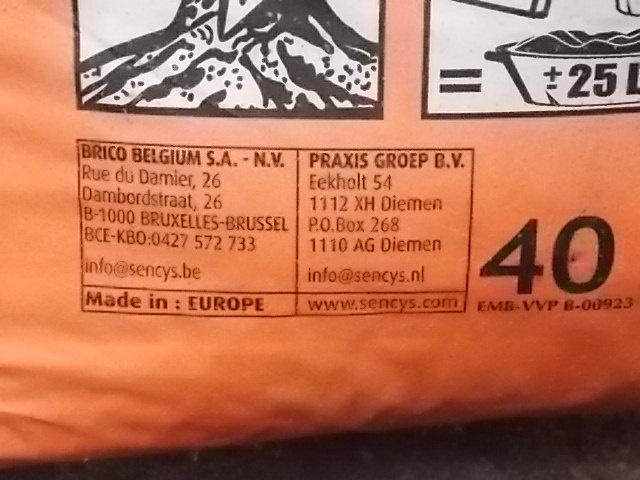 = ± 25 L
BRICO BELGIUM S.A. - N.V.
Rue du Damier, 26
Dambordstraat, 26
B-1000 BRUXELLES-BRUSSEL
BCE-KBO:0427 572 733
info@sencys.be
Made in : EUROPE
PRAXIS GROEP B.V.
Eekholt 54
1112 XH Diemen
P.O.Box 268
1110 AG Diemen
info@sencys.nl
www.sencys.com
40
EMB-VVP B-00923